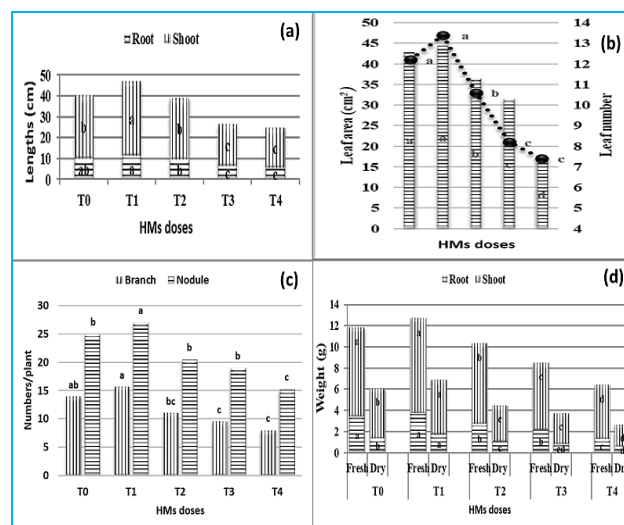 (a)
Root Shoot
Lengths (cm)
50
40
30
20
10
0
b a b c c
ab a b c c
T0 T1 T2 T3 T4
HMs doses
(b)
Leaf area (cm²)
Leaf number
50
45
40
35
30
25
20
15
10
5
0
14
13
12
11
10
9
8
7
6
5
4
a a b c c
a a b c d
HMs doses
(c)
Branch Nodule
Numbers/plant
30
25
20
15
10
5
0
ab b a a bc b c b c c
T0 T1 T2 T3 T4
HMs doses
(d)
Root Shoot
Weight (g)
14
12
10
8
6
4
2
0
a b a a b c c c d d
a b a a b c b cd c d
Fresh Dry Fresh Dry Fresh Dry Fresh Dry Fresh Dry
T0 T1 T2 T3 T4
HMs doses